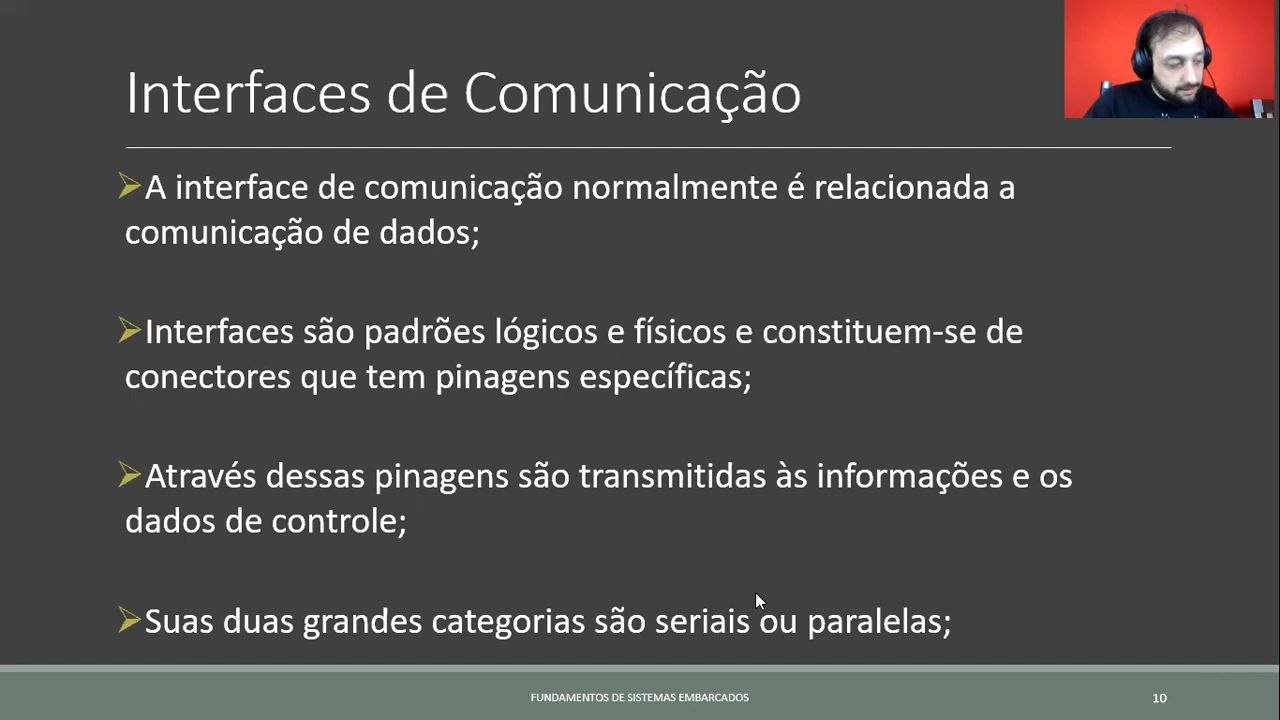 Interfaces de Comunicação
A interface de comunicação normalmente é relacionada a
comunicação de dados;
Interfaces são padrões lógicos e físicos e constituem-se de
conectores que tem pinagens específicas;
Através dessas pinagens são transmitidas às informações e os
dados de controle;
Suas duas grandes categorias são seriais ou paralelas;
FUNDAMENTOS DE SISTEMAS EMBARCADOS
10